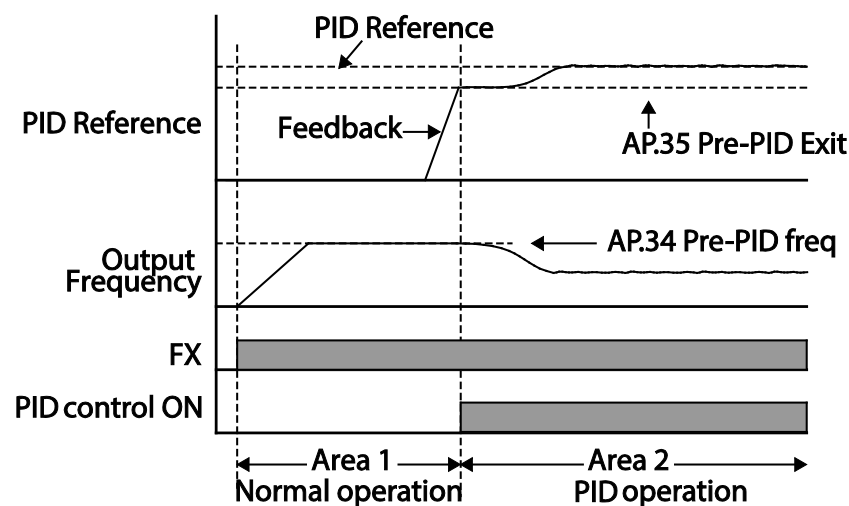 PID Reference
PID Reference
Feedback
AP.35 Pre-PID Exit
AP.34 Pre-PID freq
Output
Frequency
FX
PID control ON
Area 1
Area 2
Normal operation
PID operation